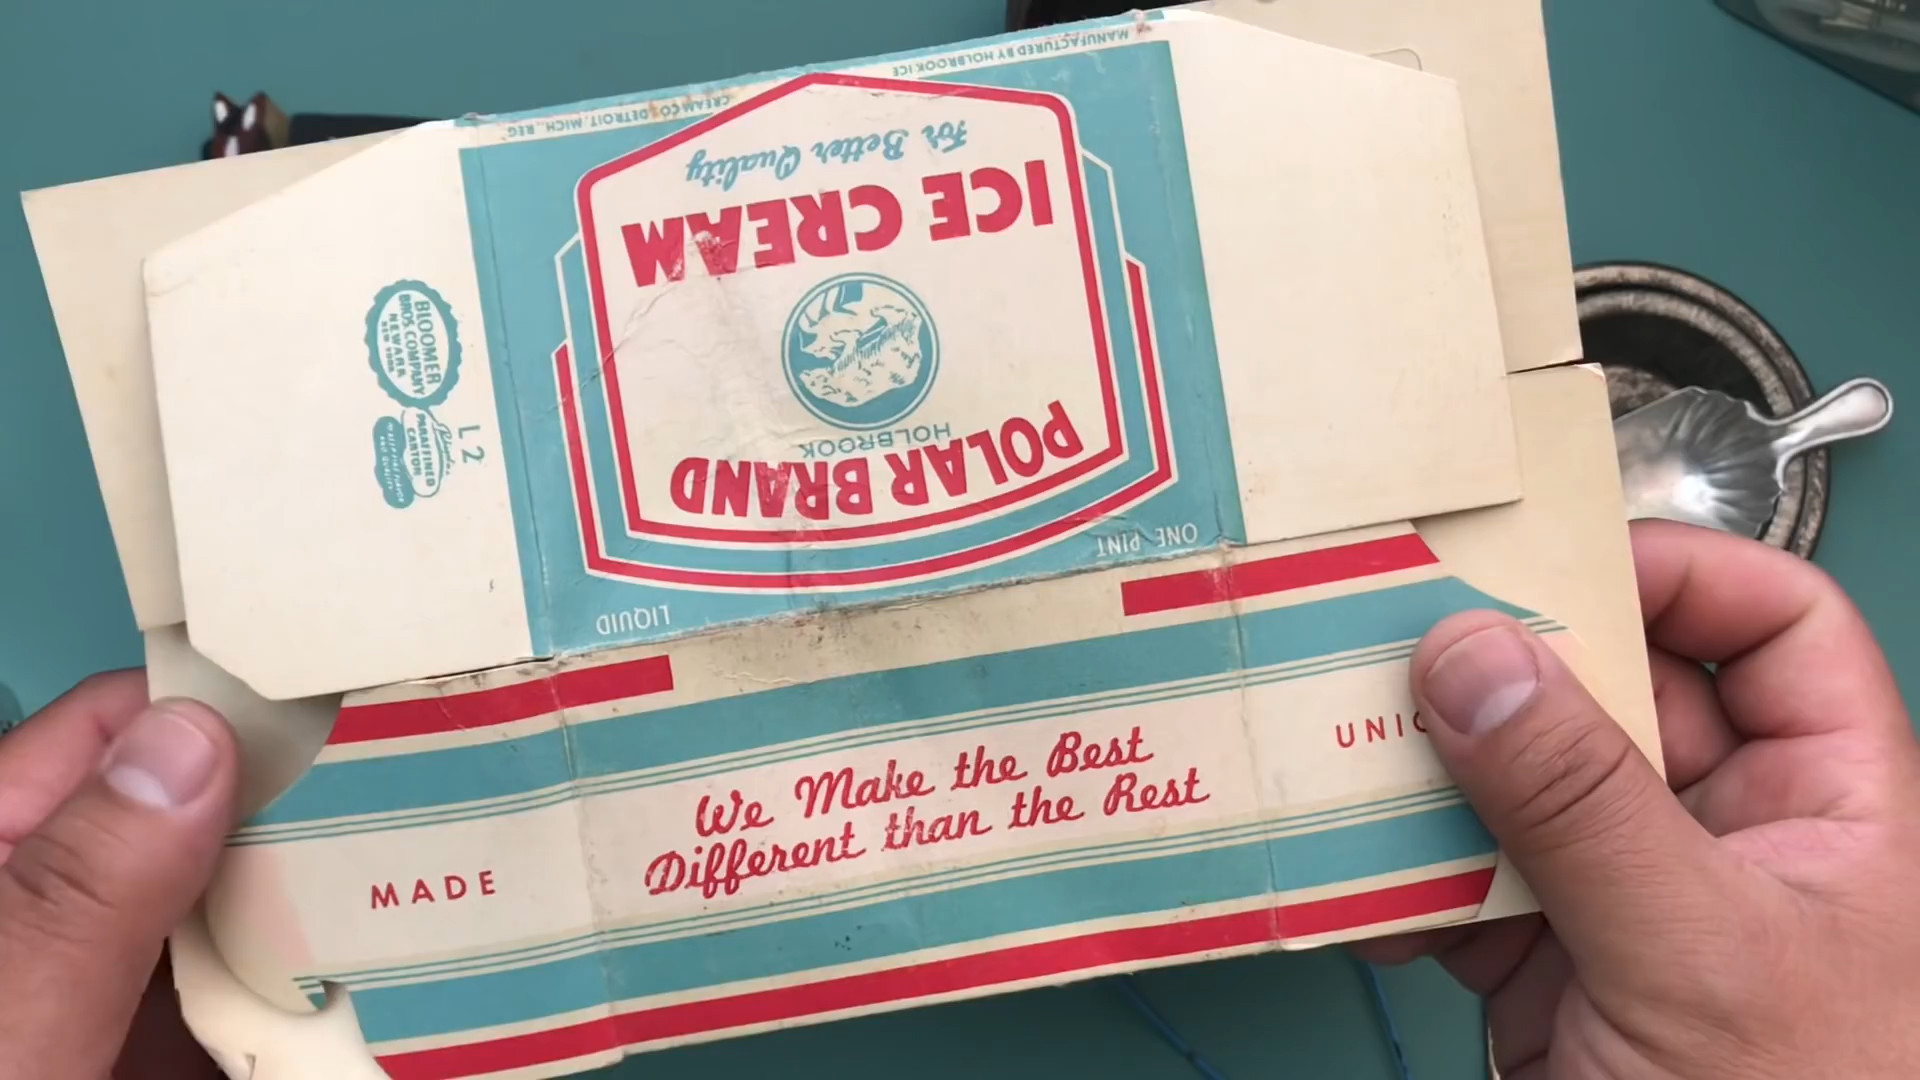 MANUFACTURED BY HOLBROOK ICE
CREAM CO., DETROIT, MICH., REG.
For Better Quality
ICE CREAM
HOLBROOK
POLAR BRAND
LIQUID
ONE PINT
BLOOMER
BROS. COMPANY
NEWARK
NEW YORK
PARAFFINED
CARTON
L2
We Make the Best
Different than the Rest
MADE
UNI